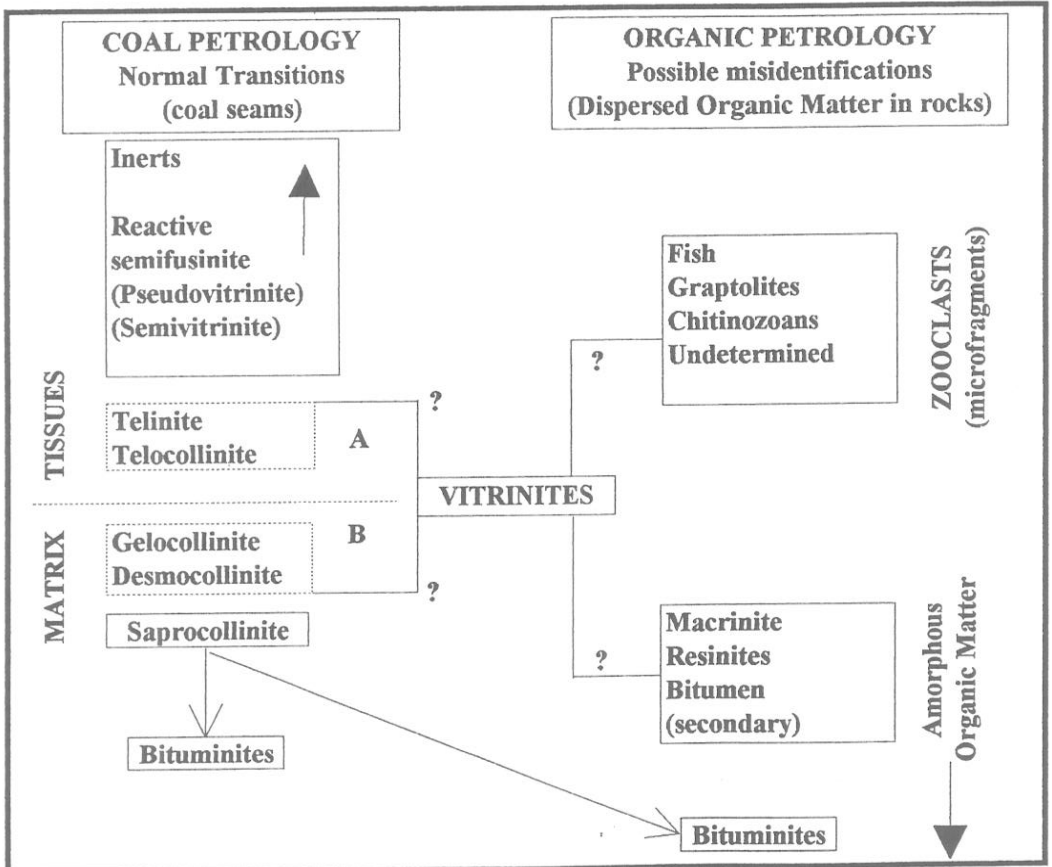 COAL PETROLOGY
Normal Transitions
(coal seams)
ORGANIC PETROLOGY
Possible misidentifications
(Dispersed Organic Matter in rocks)
Inerts
Reactive
semifusinite
(Pseudovitrinite)
(Semivitrinite)
Fish
Graptolites
Chitinozoans
Undetermined
ZOOCLASTS
(microfragments)
?
?
TISSUES
Telinite
Telocollinite
A
VITRINITES
MATRIX
Gelocollinite
Desmocollinite
B
?
Saprocollinite
?
Macrinite
Resinites
Bitumen
(secondary)
Amorphous
Organic Matter
Bituminites
Bituminites